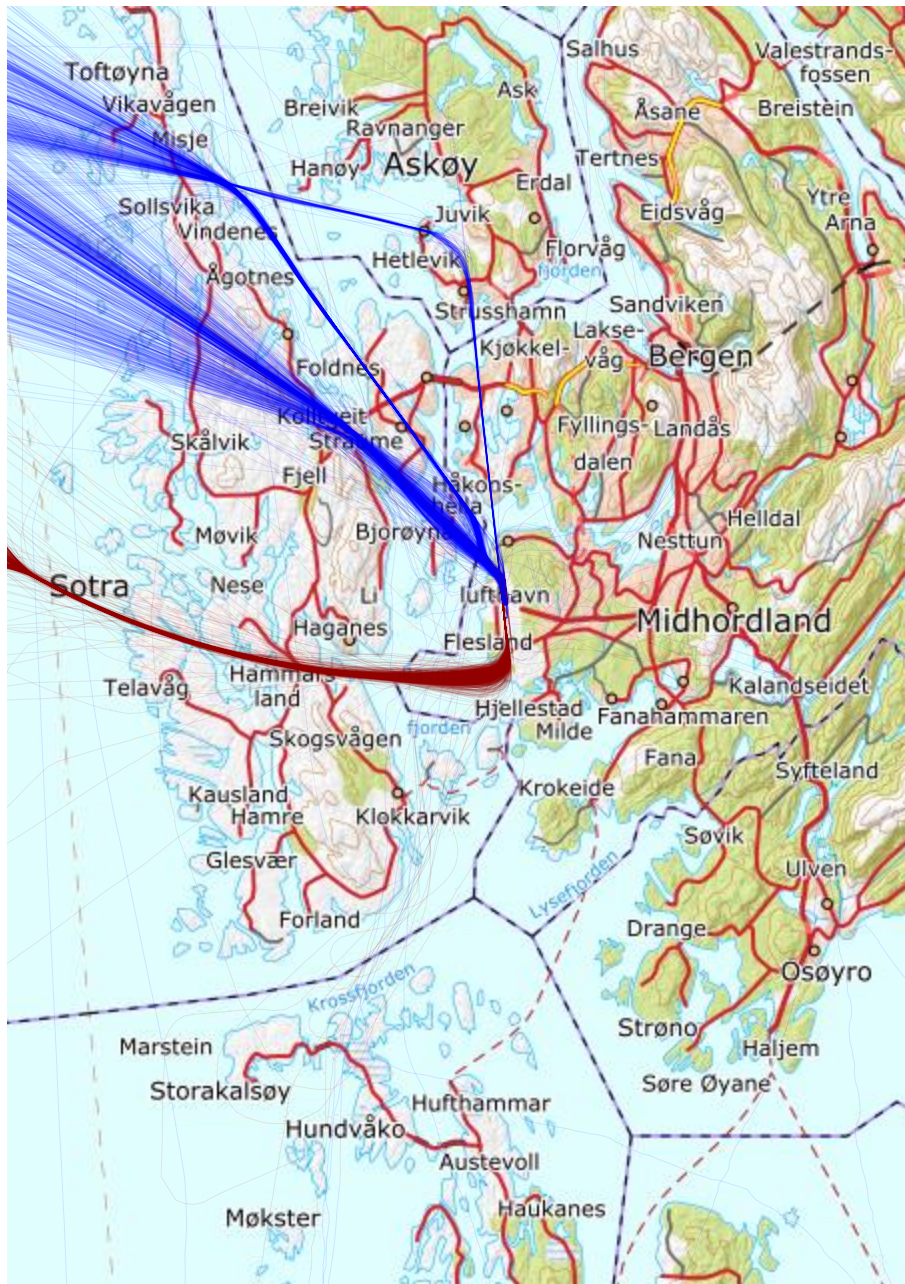 Salhus
Valestrands-
fossen
Toftøyna
Ask
Vikavågen
Breivik
Åsane
Breistein
Misje
Ravnanger
Hanøy
Askøy
Tertnes
Erdal
Ytre
Arna
Sollsvika
Juvik
Eidsvåg
Vindenes
Florvåg
Hetlevik
fjorden
Ågotnes
Sandviken
Strusshamn
Lakse-
våg
Kjøkkel-
Bergen
Foldnes
Kolltveit
Straume
Fyllings-
dalen
Landås
Skålvik
Fjell
Håkons-
hella
Helldal
Møvik
Bjorøyna
Nesttun
Sotra
Nese
Li
lufthavn
Haganes
Flesland
Midhordland
Telavåg
Hammars-
land
Hjellestad
Kalandseidet
Milde
Fanahammaren
Skogsvågen
fjorden
Fana
Syfteland
Kausland
Krokeide
Hamre
Klokkarvik
Søvik
Glesvær
Ulven
Lysefjorden
Forland
Drange
Osøyro
Krossfjorden
Strøno
Marstein
Haljem
Storakalsøy
Søre Øyane
Hufthammar
Hundvåko
Austevoll
Møkster
Haukanes